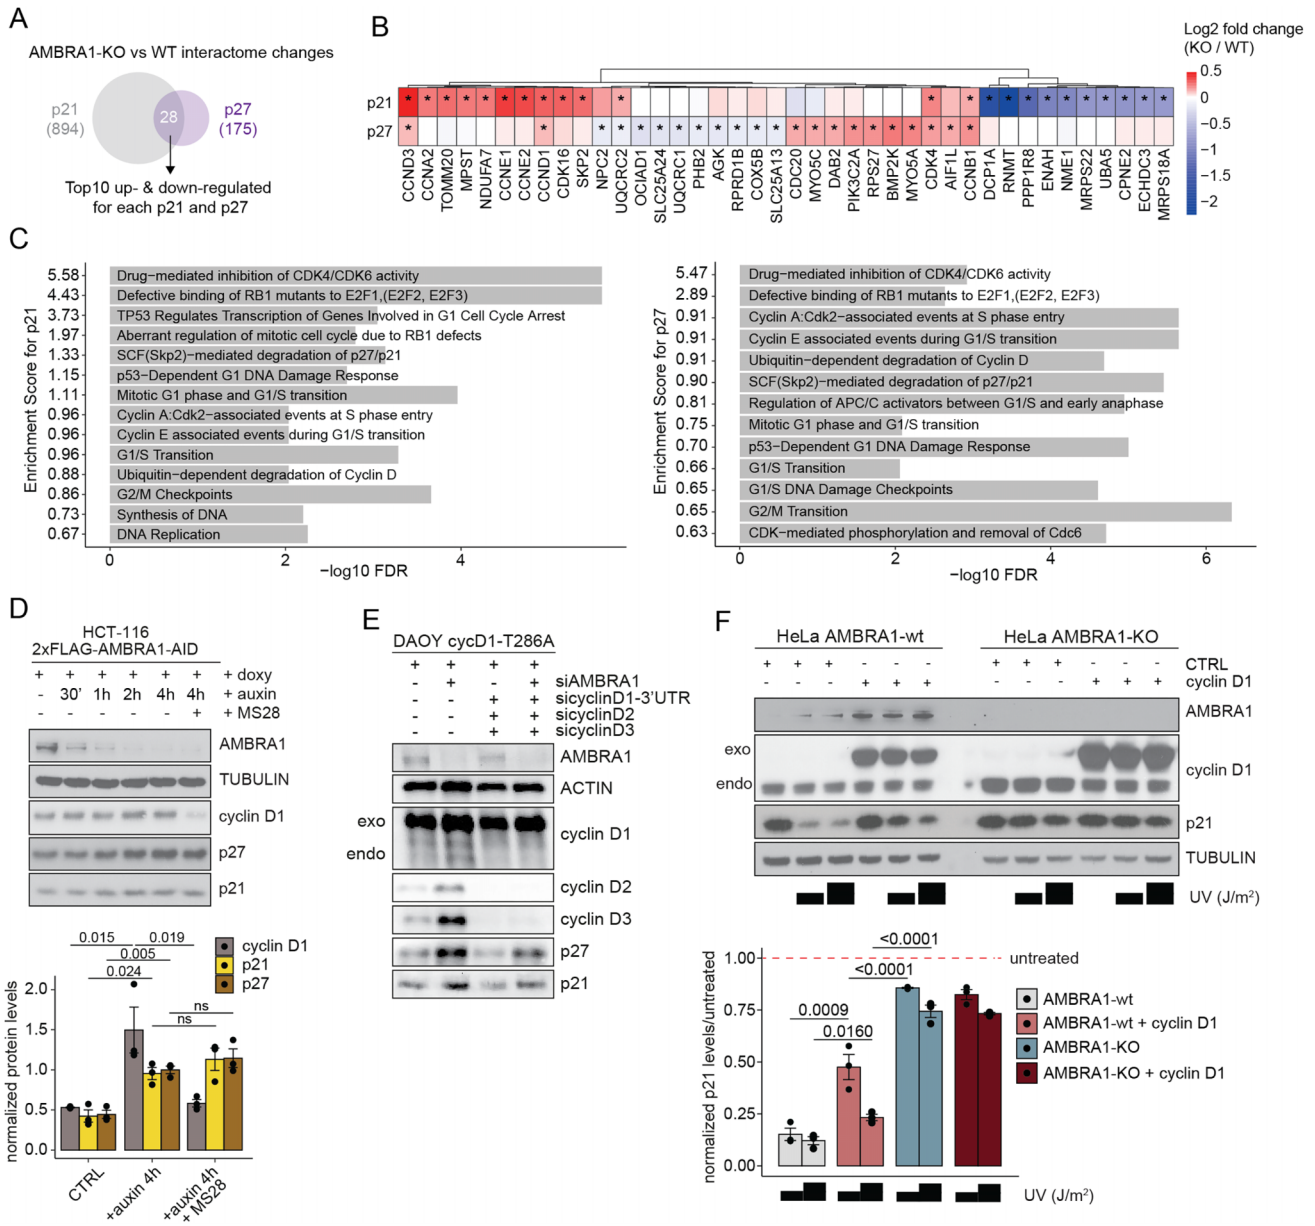 A
AMBRA1-KO vs WT interactome changes
p21
(894)
28
p27
(175)
Top10 up- & down-regulated
for each p21 and p27
B
Log2 fold change
(KO / WT)
0.5
0
−0.5
−1
−1.5
−2
p21 * * * * * * * * * * * * * * * * * * * * * * *
p27 * * * * * * * * * * * * * * * * * * * * * *
CCND3 CCNA2 TOMM20 MPST NDUFA7 CCNE1 CCNE2 CCND1 CDK16 SKP2 NPC2 UQCRC2 OCIAD1 SLC25A24 UQCRC1 PHB2 AGK RPRD1B COX5B SLC25A13 CDC20 MYO5C DAB2 PIK3C2A RPS27 BMP2K MYO5A CDK4 AIF1L CCNB1 DCP1A RNMT PPP1R8 ENAH NME1 MRPS22 UBA5 CPNE2 ECHDC3 MRPS18A
C
Enrichment Score for p21
5.58 Drug−mediated inhibition of CDK4/CDK6 activity
4.43 Defective binding of RB1 mutants to E2F1,(E2F2, E2F3)
3.73 TP53 Regulates Transcription of Genes Involved in G1 Cell Cycle Arrest
1.97 Aberrant regulation of mitotic cell cycle due to RB1 defects
1.33 SCF(Skp2)−mediated degradation of p27/p21
1.15 p53−Dependent G1 DNA Damage Response
1.11 Mitotic G1 phase and G1/S transition
0.96 Cyclin A:Cdk2−associated events at S phase entry
0.96 Cyclin E associated events during G1/S transition
0.96 G1/S Transition
0.88 Ubiquitin−dependent degradation of Cyclin D
0.86 G2/M Checkpoints
0.73 Synthesis of DNA
0.67 DNA Replication
0 2 4
−log10 FDR
Enrichment Score for p27
5.47 Drug−mediated inhibition of CDK4/CDK6 activity
2.89 Defective binding of RB1 mutants to E2F1,(E2F2, E2F3)
0.91 Cyclin A:Cdk2−associated events at S phase entry
0.91 Cyclin E associated events during G1/S transition
0.91 Ubiquitin−dependent degradation of Cyclin D
0.90 SCF(Skp2)−mediated degradation of p27/p21
0.81 Regulation of APC/C activators between G1/S and early anaphase
0.75 Mitotic G1 phase and G1/S transition
0.70 p53−Dependent G1 DNA Damage Response
0.66 G1/S Transition
0.65 G1/S DNA Damage Checkpoints
0.65 G2/M Transition
0.63 CDK−mediated phosphorylation and removal of Cdc6
0 2 4 6
−log10 FDR
D
HCT-116
2xFLAG-AMBRA1-AID
+ + + + + + + doxy
- 30' 1h 2h 4h 4h + auxin
- - - - - + + MS28
AMBRA1
TUBULIN
cyclin D1
p27
p21
0.015 0.019
0.005
0.024
ns
ns
cyclin D1
p21
p27
normalized protein levels
2.0
1.5
1.0
0.5
0.0
CTRL
+auxin 4h
+auxin 4h
+ MS28
E
DAOY cycD1-T286A
+ + + +
- + - + siAMBRA1
- - + + sicyclinD1-3'UTR
- - + + sicyclinD2
- - + + sicyclinD3
AMBRA1
ACTIN
exo
endo
cyclin D1
cyclin D2
cyclin D3
p27
p21
F
HeLa AMBRA1-wt HeLa AMBRA1-KO
+ + + - - - + + + - - - CTRL
- - - + + + - - - + + + cyclin D1
AMBRA1
exo
endo
cyclin D1
p21
TUBULIN
UV (J/m2)
normalized p21 levels/untreated
1.00
0.75
0.50
0.25
0.00
<0.0001
<0.0001
0.0009
0.0160
untreated
AMBRA1-wt
AMBRA1-wt + cyclin D1
AMBRA1-KO
AMBRA1-KO + cyclin D1
UV (J/m2)